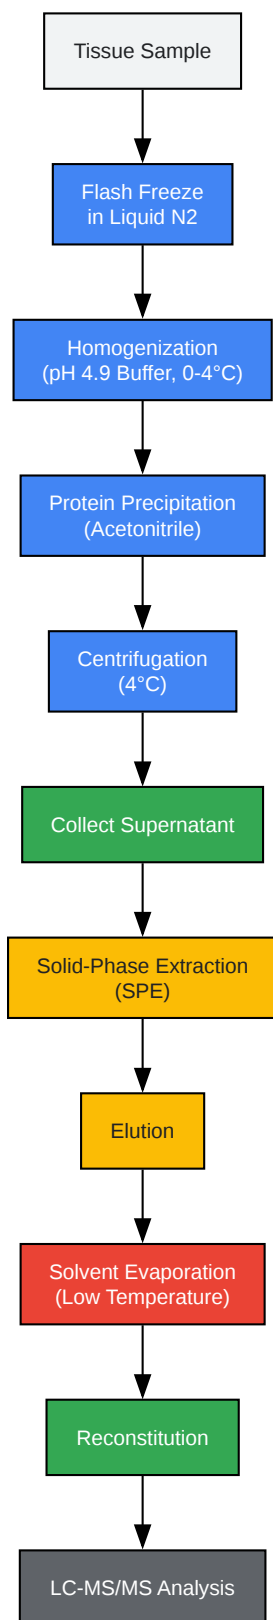 Tissue Sample
Flash Freeze
in Liquid N2
Homogenization
(pH 4.9 Buffer, 0-4°C)
Protein Precipitation
(Acetonitrile)
Centrifugation
(4°C)
Collect Supernatant
Solid-Phase Extraction
(SPE)
Elution
Solvent Evaporation
(Low Temperature)
Reconstitution
LC-MS/MS Analysis